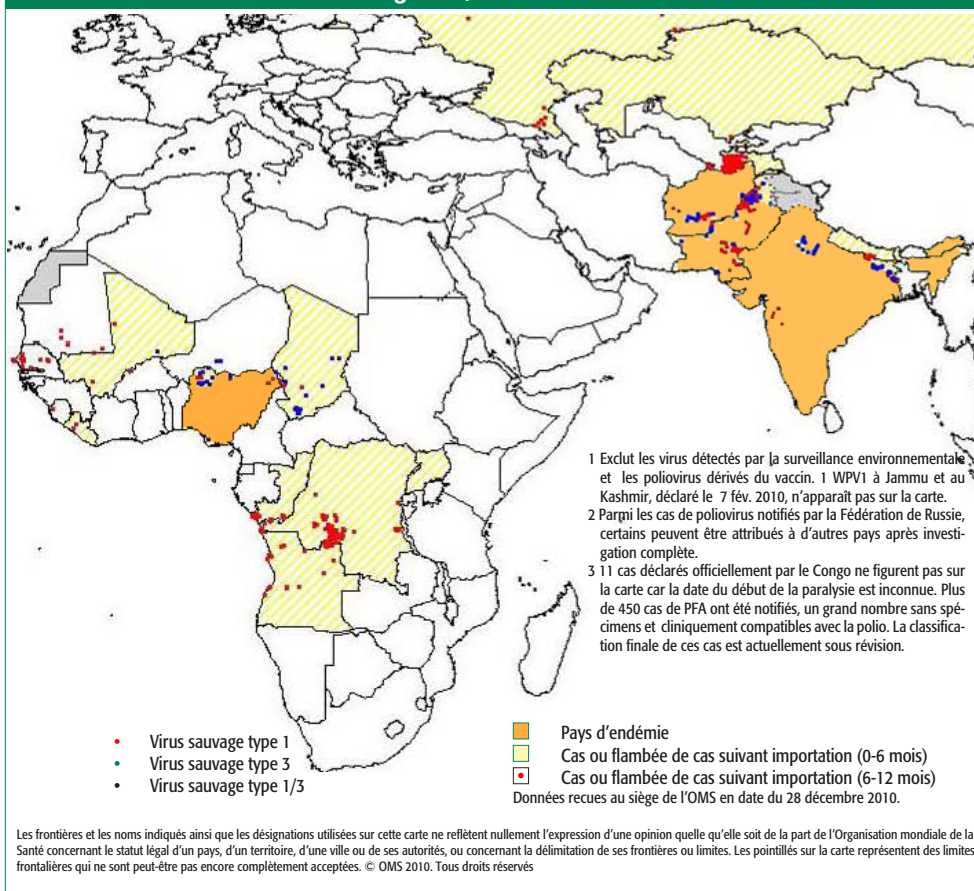 1 Exclut les virus détectés par la surveillance environnementale
et les poliovirus dérivés du vaccin. 1 WPV1 à Jammu et au
Kashmir, déclaré le 7 fév. 2010, n’apparaît pas sur la carte.
2 Parmi les cas de poliovirus notifiés par la Fédération de Russie,
certains peuvent être attribués à d’autres pays après investi-
gation complète.
3 11 cas déclarés officiellement par le Congo ne figurent pas sur
la carte car la date du début de la paralysie est inconnue. Plus
de 450 cas de PFA ont été notifiés, un grand nombre sans spé-
cimens et cliniquement compatibles avec la polio. La classifica-
tion finale de ces cas est actuellement sous révision.
• Virus sauvage type 1
• Virus sauvage type 3
• Virus sauvage type 1/3
Pays d’endémie
Cas ou flambée de cas suivant importation (0-6 mois)
Cas ou flambée de cas suivant importation (6-12 mois)
Données recues au siège de l’OMS en date du 28 décembre 2010.
Les frontières et les noms indiqués ainsi que les désignations utilisées sur cette carte ne reflètent nullement l’expression d’une opinion quelle qu’elle soit de la part de l’Organisation mondiale de la
Santé concernant le statut légal d’un pays, d’un territoire, d’une ville ou de ses autorités, ou concernant la délimitation de ses frontières ou limites. Les pointillés sur la carte représentent des limites
frontalières qui ne sont peut-être pas encore complètement acceptées. © OMS 2010. Tous droits réservés